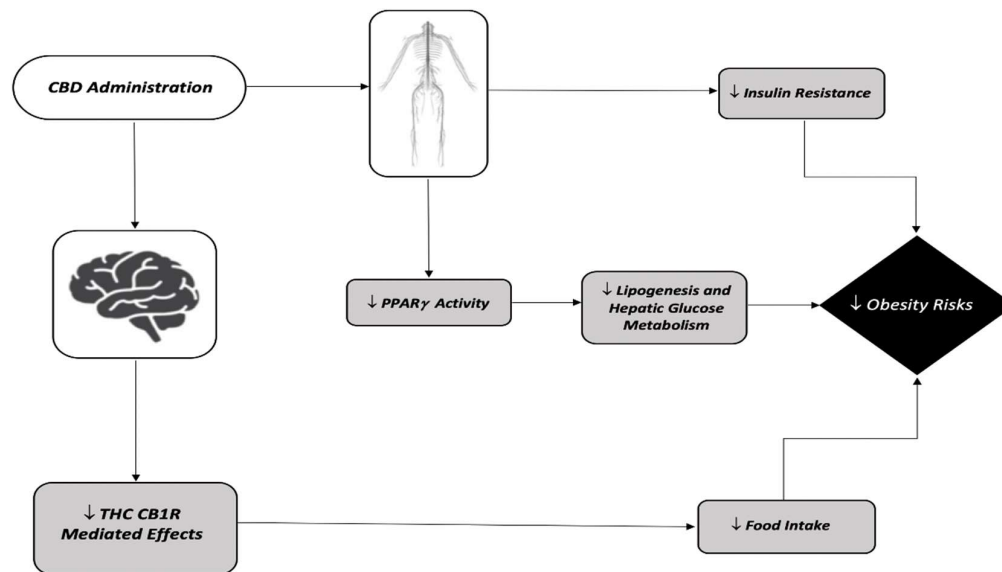 CBD Administration
↓ Insulin Resistance
↓ PPARγ Activity
↓ Lipogenesis and
Hepatic Glucose
Metabolism
↓ Obesity Risks
↓ THC CB1R
Mediated Effects
↓ Food Intake